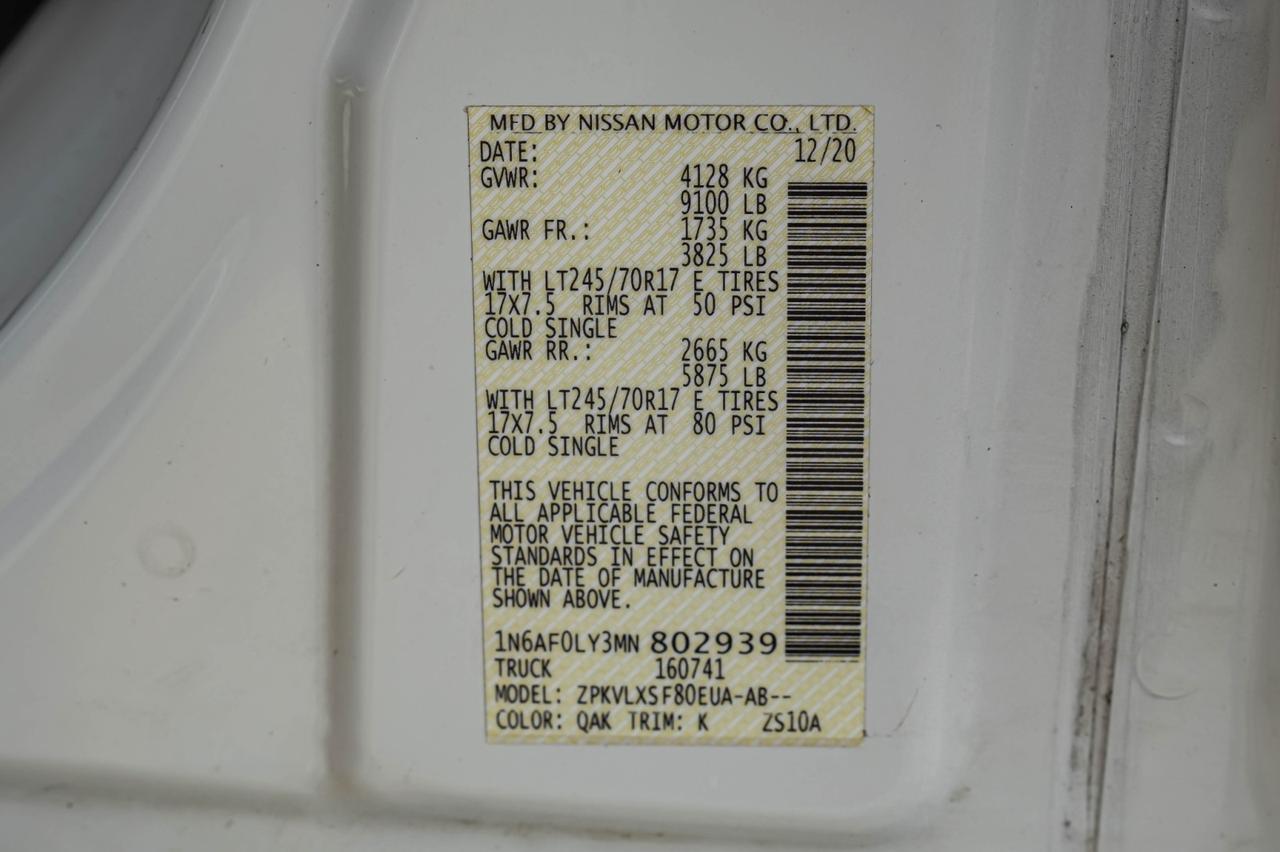 MFD BY NISSAN MOTOR CO., LTD.
DATE: 12/20
GVWR: 4128 KG
9100 LB
GAWR FR.: 1735 KG
3825 LB
WITH LT245/70R17 E TIRES
17X7.5 RIMS AT 50 PSI
COLD SINGLE
GAWR RR.: 2665 KG
5875 LB
WITH LT245/70R17 E TIRES
17X7.5 RIMS AT 80 PSI
COLD SINGLE
THIS VEHICLE CONFORMS TO
ALL APPLICABLE FEDERAL
MOTOR VEHICLE SAFETY
STANDARDS IN EFFECT ON
THE DATE OF MANUFACTURE
SHOWN ABOVE.
1N6AF0LY3MN 802939
TRUCK 160741
MODEL: ZPKVLXSF80EUA-AB--
COLOR: QAK TRIM: K ZS10A